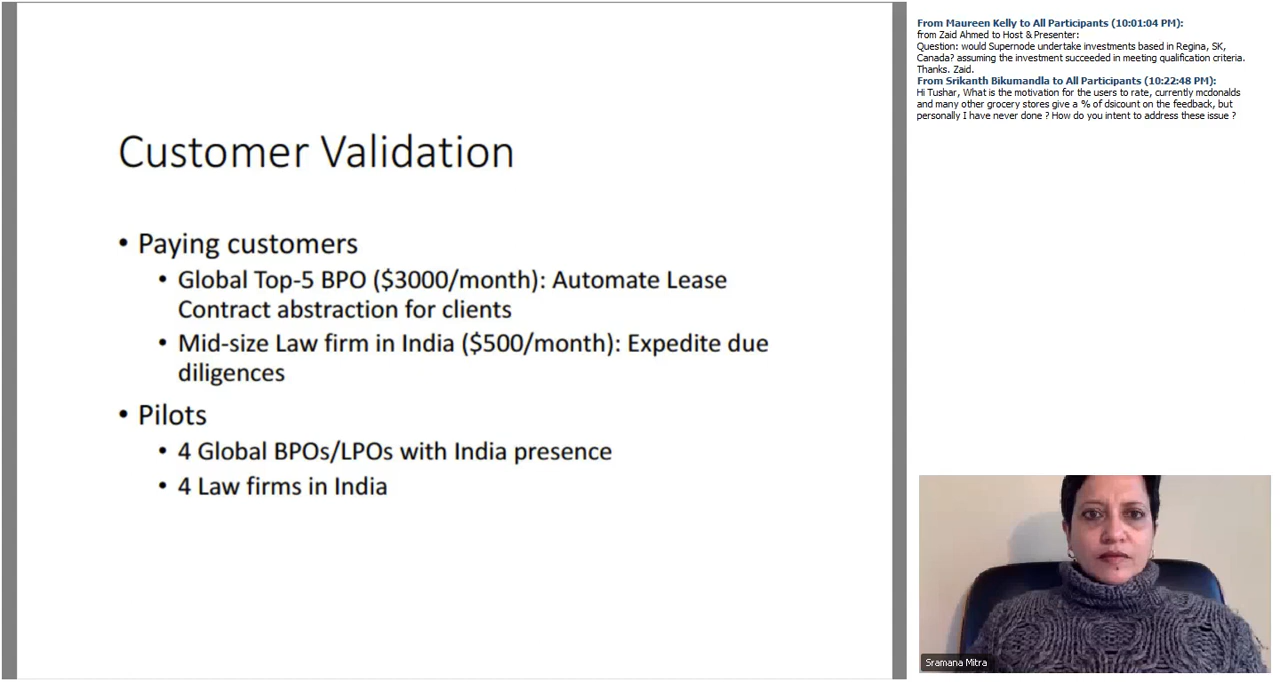 Customer Validation
• Paying customers
• Global Top-5 BPO ($3000/month): Automate Lease
Contract abstraction for clients
• Mid-size Law firm in India ($500/month): Expedite due
diligences
• Pilots
• 4 Global BPOs/LPOs with India presence
• 4 Law firms in India
From Maureen Kelly to All Participants (10:01:04 PM):
from Zaid Ahmed to Host & Presenter:
Question: would Supernode undertake investments based in Regina, SK,
Canada? assuming the investment succeeded in meeting qualification criteria.
Thanks. Zaid.
From Srikanth Bikumandla to All Participants (10:22:48 PM):
Hi Tushar, What is the motivation for the users to rate, currently mcdonalds
and many other grocery stores give a % of dsicount on the feedback, but
personally I have never done ? How do you intent to address these issue ?
Sramana Mitra